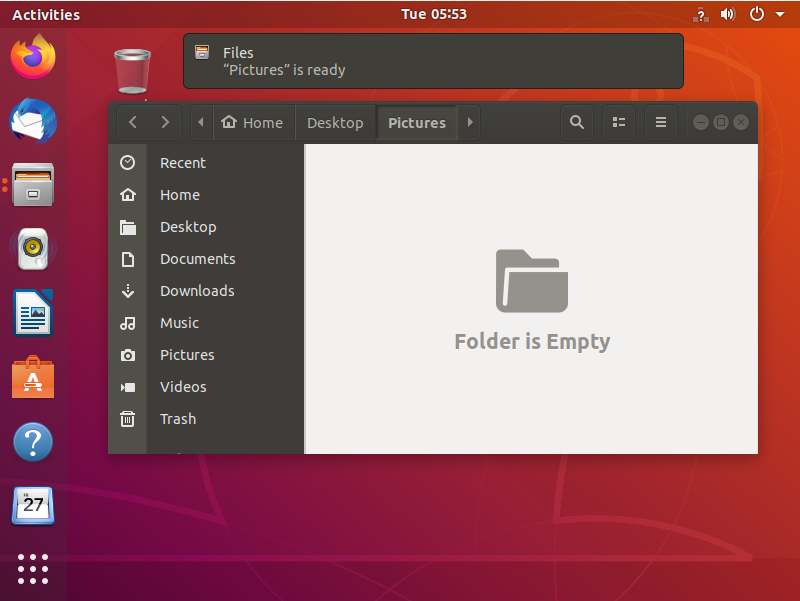 Activities
Tue 05:53
?
Files
“Pictures” is ready
Home
Desktop
Pictures
Recent
Home
Desktop
Documents
Downloads
Music
Pictures
Videos
Trash
Folder is Empty
A
?
27